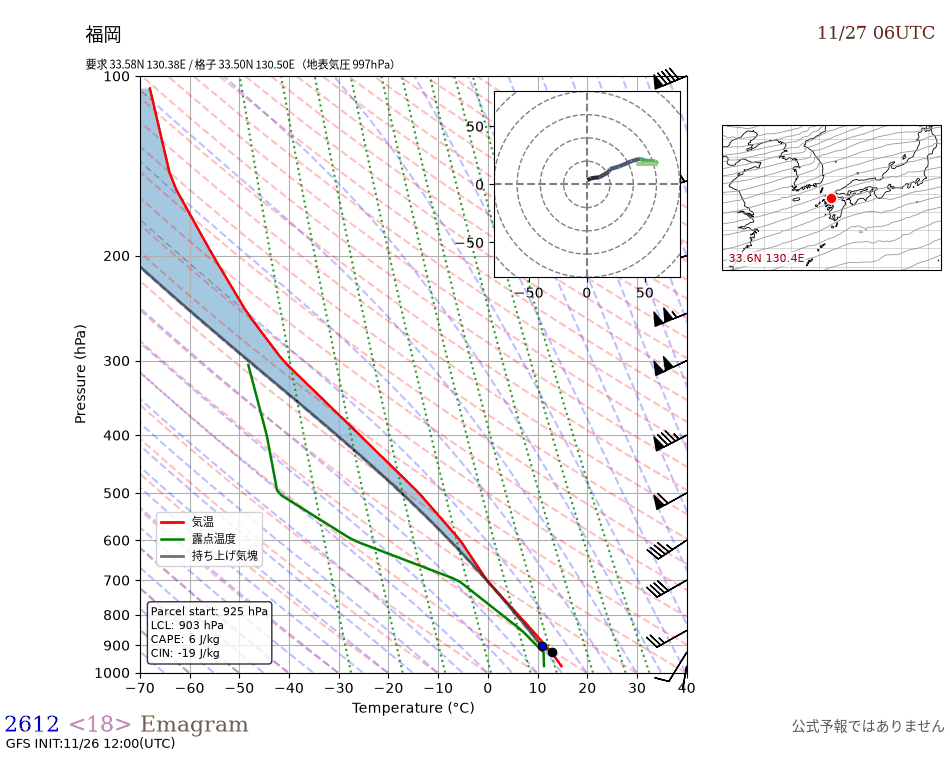 福岡
11/27 06UTC
要求 33.58N 130.38E / 格子 33.50N 130.50E（地表気圧 997hPa）
100
200
300
400
500
600
700
800
900
1000
Pressure (hPa)
50
0
−50
−50 0 50
33.6N 130.4E
気温
露点温度
持ち上げ気塊
Parcel start: 925 hPa
LCL: 903 hPa
CAPE: 6 J/kg
CIN: -19 J/kg
−70 −60 −50 −40 −30 −20 −10 0 10 20 30 40
Temperature (°C)
2612 <18> Emagram
公式予報ではありません
GFS INIT:11/26 12:00(UTC)